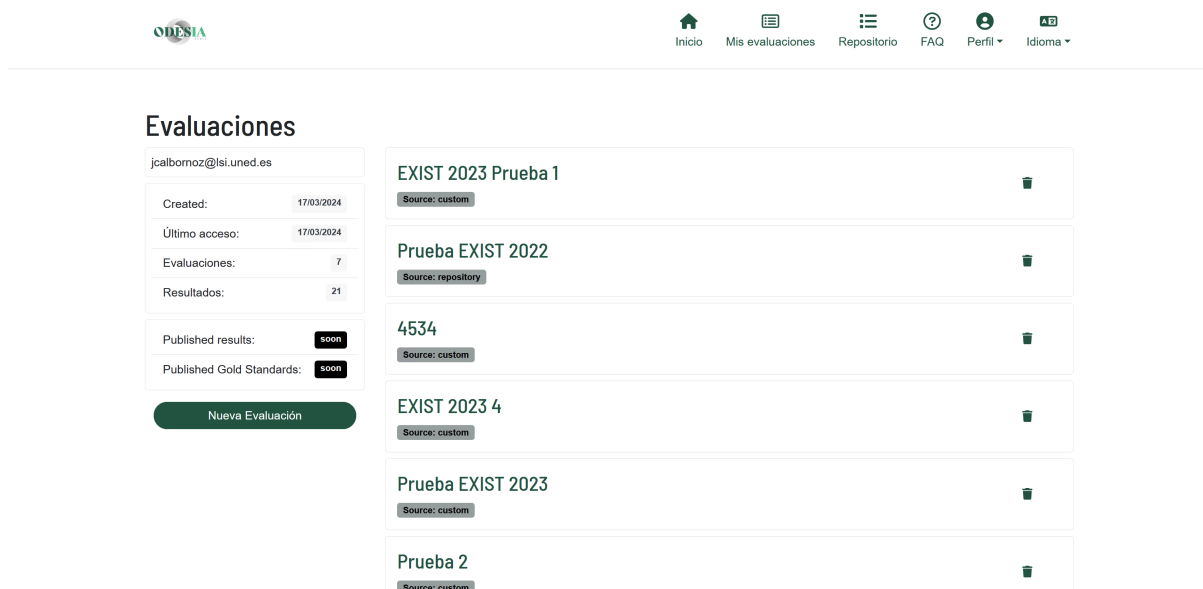 ODESIA
Inicio
Mis evaluaciones
Repositorio
FAQ
Perfil
Idioma
Evaluaciones
jcalbornoz@lsi.uned.es
Created: 17/03/2024
Último acceso: 17/03/2024
Evaluaciones: 7
Resultados: 21
Published results: soon
Published Gold Standards: soon
Nueva Evaluación
EXIST 2023 Prueba 1
Source: custom
Prueba EXIST 2022
Source: repository
4534
Source: custom
EXIST 2023 4
Source: custom
Prueba EXIST 2023
Source: custom
Prueba 2
Source: custom